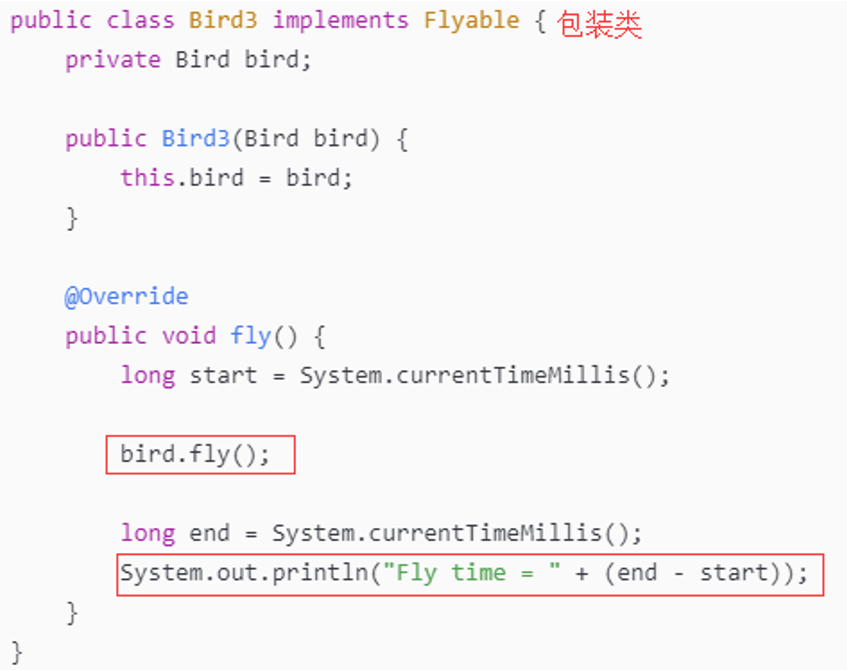 public class Bird3 implements Flyable { 包装类
    private Bird bird;
    public Bird3(Bird bird) {
        this.bird = bird;
    }
    @Override
    public void fly() {
        long start = System.currentTimeMillis();
        bird.fly();
        long end = System.currentTimeMillis();
        System.out.println("Fly time = " + (end - start));
    }
}